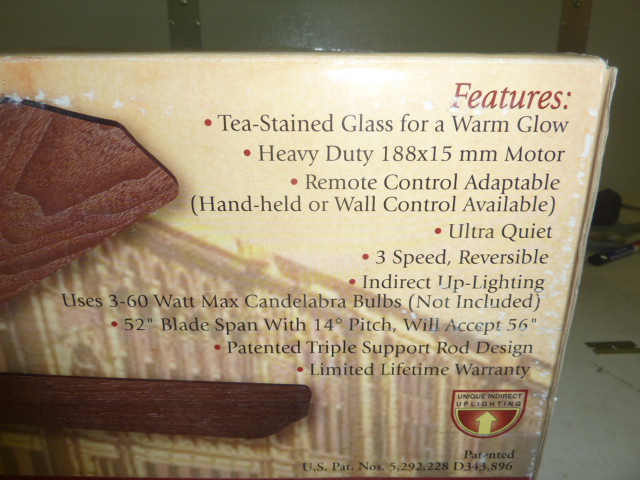 Features:
• Tea-Stained Glass for a Warm Glow
• Heavy Duty 188x15 mm Motor
• Remote Control Adaptable
(Hand-held or Wall Control Available)
• Ultra Quiet
• 3 Speed, Reversible
• Indirect Up-Lighting
Uses 3-60 Watt Max Candelabra Bulbs (Not Included)
• 52" Blade Span With 14° Pitch, Will Accept 56"
• Patented Triple Support Rod Design
• Limited Lifetime Warranty
UNIQUE INDIRECT
UPLIGHTING
Patented
U.S. Pat. Nos. 5,292,228 D343,896